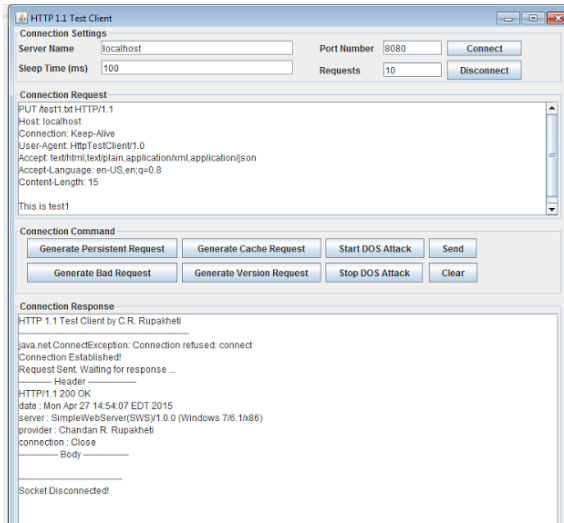 HTTP 1.1 Test Client
Connection Settings
Server Name localhost Port Number 8080 Connect
Sleep Time (ms) 100 Requests 10 Disconnect
Connection Request
PUT /test1.txt HTTP/1.1
Host: localhost
Connection: Keep-Alive
User-Agent: HttpTestClient/1.0
Accept: text/html,text/plain,application/xml,application/json
Accept-Language: en-US,en;q=0.8
Content-Length: 15
This is test1
Connection Command
Generate Persistent Request Generate Cache Request Start DOS Attack Send
Generate Bad Request Generate Version Request Stop DOS Attack Clear
Connection Response
HTTP 1.1 Test Client by C.R. Rupakheti
--------------------------------------------------
java.net.ConnectException: Connection refused: connect
Connection Established!
Request Sent. Waiting for response ...
---------- Header --------------
HTTP/1.1 200 OK
date : Mon Apr 27 14:54:07 EDT 2015
server : SimpleWebServer(SWS)/1.0.0 (Windows 7/6.1/x86)
provider : Chandan R. Rupakheti
connection : Close
------------ Body --------------
------------------------------
Socket Disconnected!